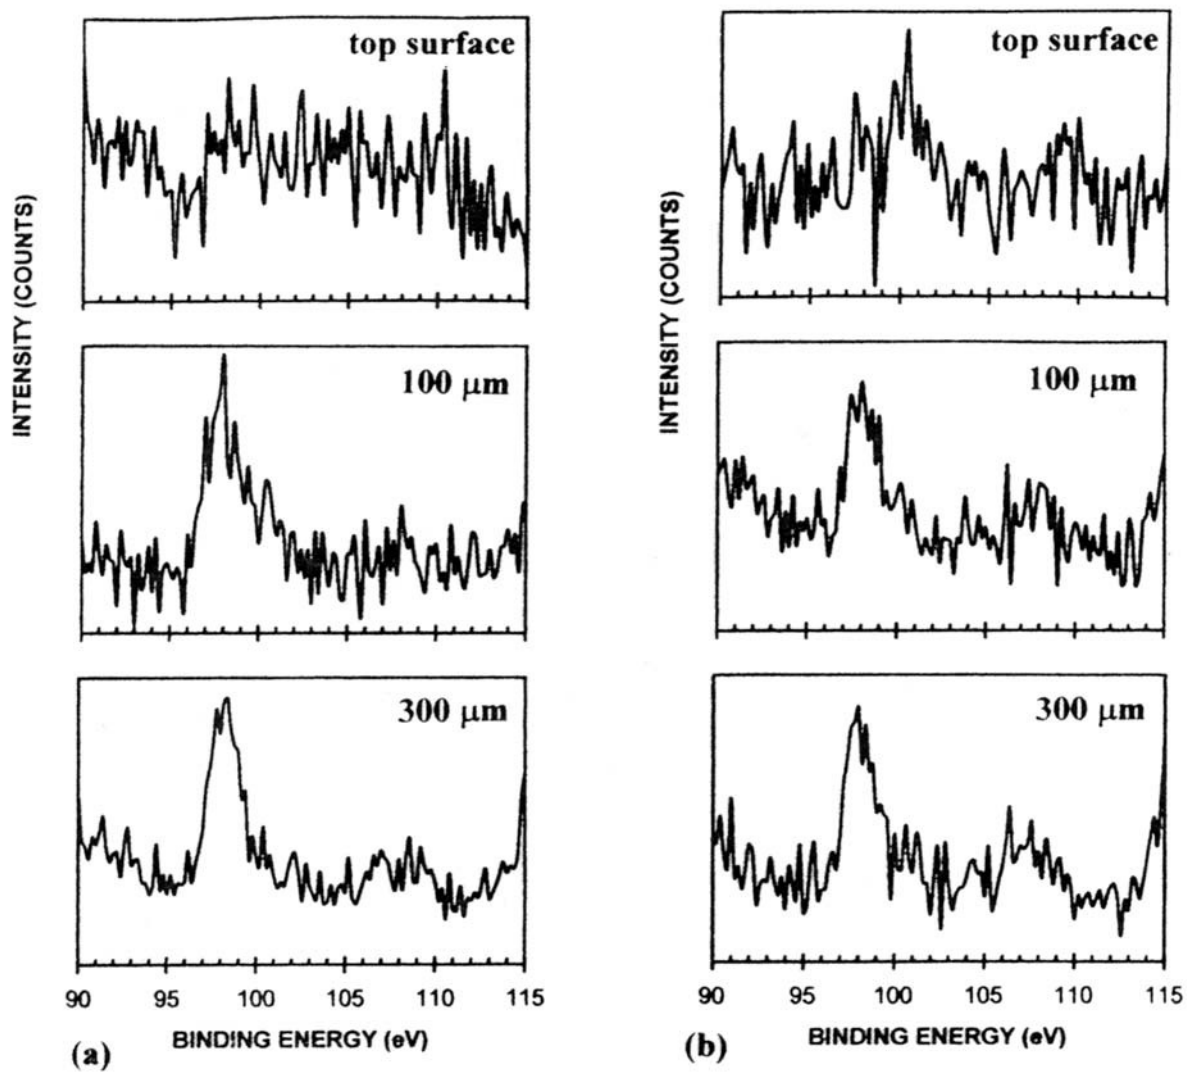 top surface
INTENSITY (COUNTS)
100 μm
300 μm
90 95 100 105 110 115
BINDING ENERGY (eV)
(a)
top surface
INTENSITY (COUNTS)
100 μm
300 μm
90 95 100 105 110 115
BINDING ENERGY (eV)
(b)